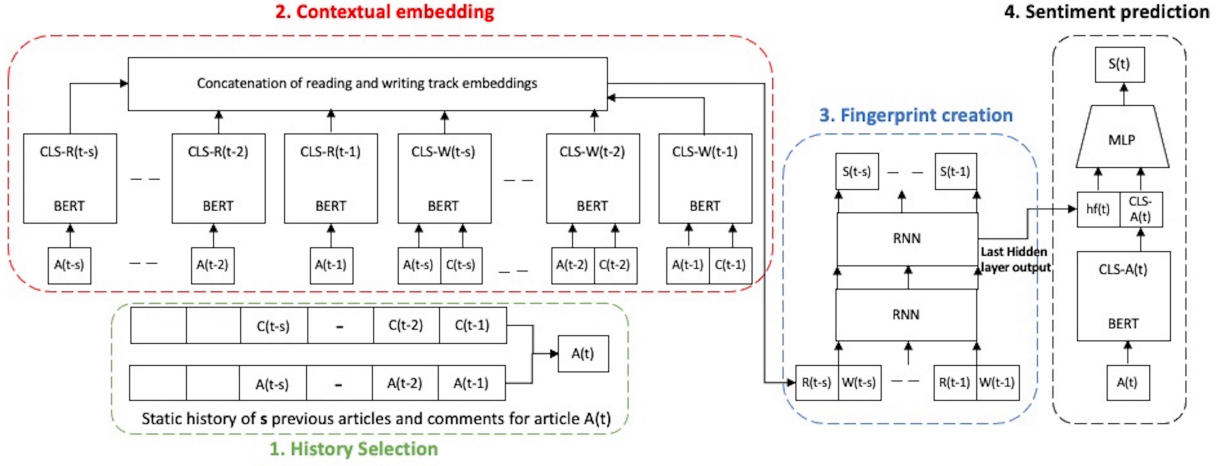 2. Contextual embedding
4. Sentiment prediction
Concatenation of reading and writing track embeddings
CLS-R(t-s)
CLS-R(t-2)
CLS-R(t-1)
CLS-W(t-s)
CLS-W(t-2)
CLS-W(t-1)
BERT
BERT
BERT
BERT
BERT
BERT
A(t-s)
A(t-2)
A(t-1)
A(t-s) C(t-s)
A(t-2) C(t-2)
A(t-1) C(t-1)
C(t-s) - C(t-2) C(t-1)
A(t)
A(t-s) - A(t-2) A(t-1)
Static history of s previous articles and comments for article A(t)
1. History Selection
3. Fingerprint creation
S(t-s)
S(t-1)
RNN
Last Hidden
layer output
RNN
R(t-s) W(t-s)
R(t-1) W(t-1)
S(t)
MLP
hf(t)
CLS-
A(t)
CLS-A(t)
BERT
A(t)